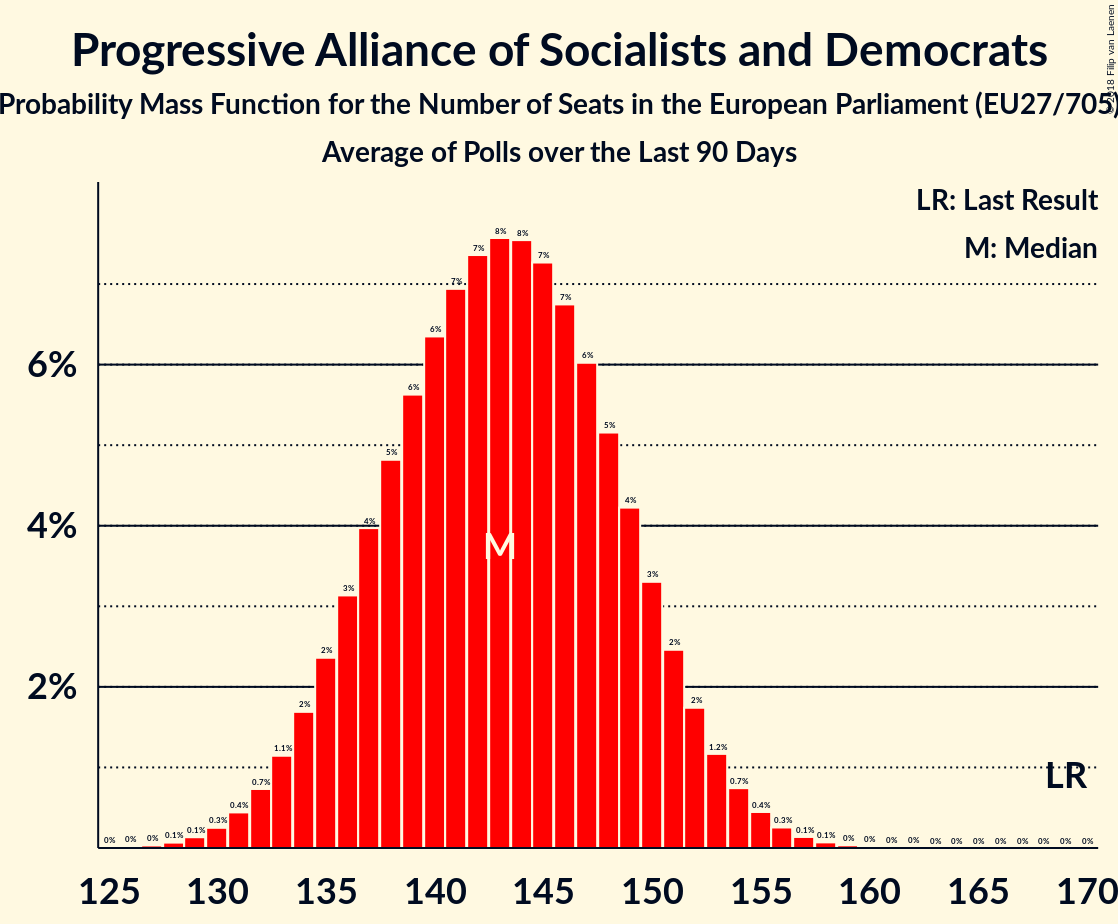 Progressive Alliance of Socialists and Democrats
Probability Mass Function for the Number of Seats in the European Parliament (EU27/705)
Average of Polls over the Last 90 Days
© 2018 Filip van Laenen
LR: Last Result
M: Median
6%
4%
2%
0% 0% 0% 0.1% 0.1% 0.3% 0.4% 0.7% 1.1% 2% 2% 3% 4% 5% 6% 6% 7% 7% 8% 8% 7% 7% 6% 5% 4% 3% 2% 2% 1.2% 0.7% 0.4% 0.3% 0.1% 0.1% 0% 0% 0% 0% 0% 0% 0% 0% 0% 0% 0% 0%
M
LR
125 130 135 140 145 150 155 160 165 170